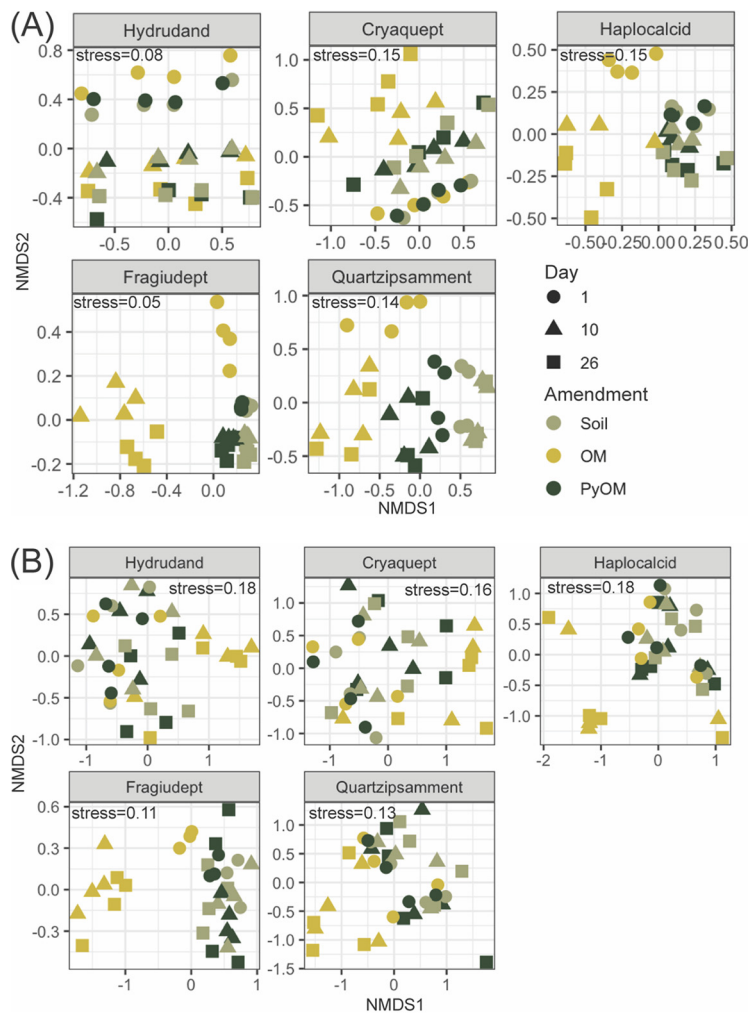 (A)
Hydrudand Cryaquept Haplocalcid
stress=0.08 stress=0.15 stress=0.15
0.8 1.0 0.50
0.4 0.5 0.25
0.0 0.0 0.00
-0.4 -0.5 -0.25
-0.50
-0.5 0.0 0.5 -1.0 -0.5 0.0 0.5 -0.50 -0.25 0.00 0.25 0.50
NMDS2
Fragiudept Quartzipsamment
stress=0.05 stress=0.14
0.4 1.0
0.2 0.5
0.0 0.0
-0.2 -0.5
-1.2 -0.8 -0.4 0.0 -1.0 -0.5 0.0 0.5
NMDS1
Day
1
10
26
Amendment
Soil
OM
PyOM
(B)
Hydrudand Cryaquept Haplocalcid
stress=0.18 stress=0.16 stress=0.18
0.5 1.0 1.0
0.0 0.5 0.5
-0.5 0.0 0.0
-1.0 -0.5 -0.5
-1.0 -1.0
-1 0 1 -1 0 1 -2 -1 0 1
NMDS2
Fragiudept Quartzipsamment
stress=0.11 stress=0.13
0.6 1.0
0.3 0.5
0.0 0.0
-0.3 -0.5
-1.0
-1.5
-1 0 1 -1 0 1
NMDS1